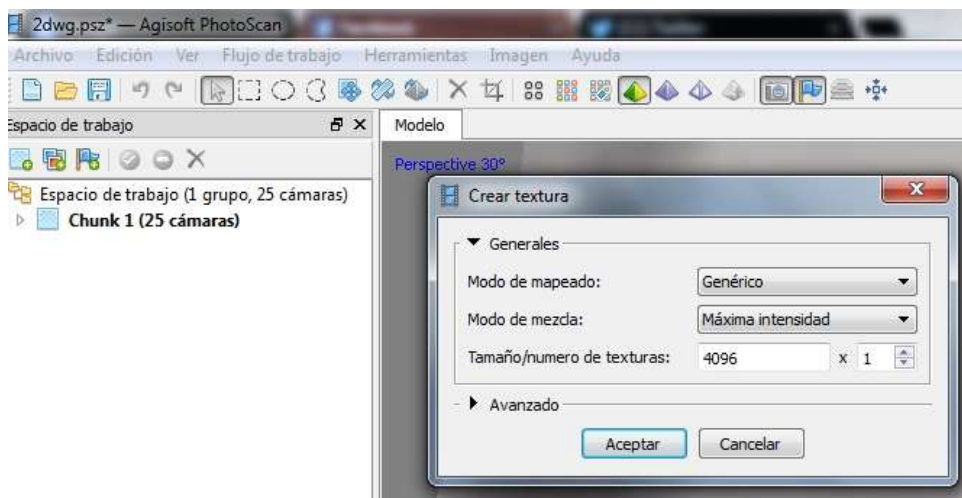 2dwg.psz* — Agisoft PhotoScan
Archivo Edición Ver Flujo de trabajo Herramientas Imagen Ayuda
Espacio de trabajo
Modelo
Perspective 30°
Espacio de trabajo (1 grupo, 25 cámaras)
Chunk 1 (25 cámaras)
Crear textura
Generales
Modo de mapeado: Genérico
Modo de mezcla: Máxima intensidad
Tamaño/numero de texturas: 4096 x 1
Avanzado
Aceptar Cancelar